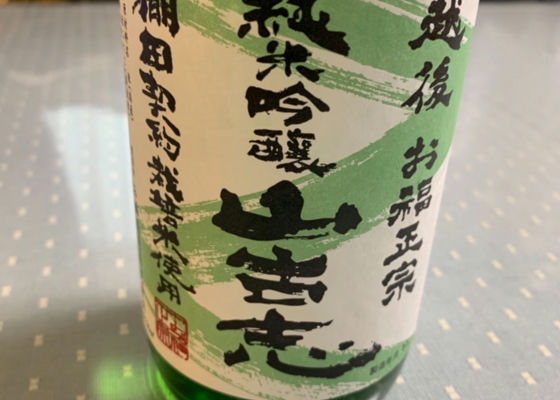 越後 お福正宗
純米吟醸
山古志
棚田契約栽培米使用